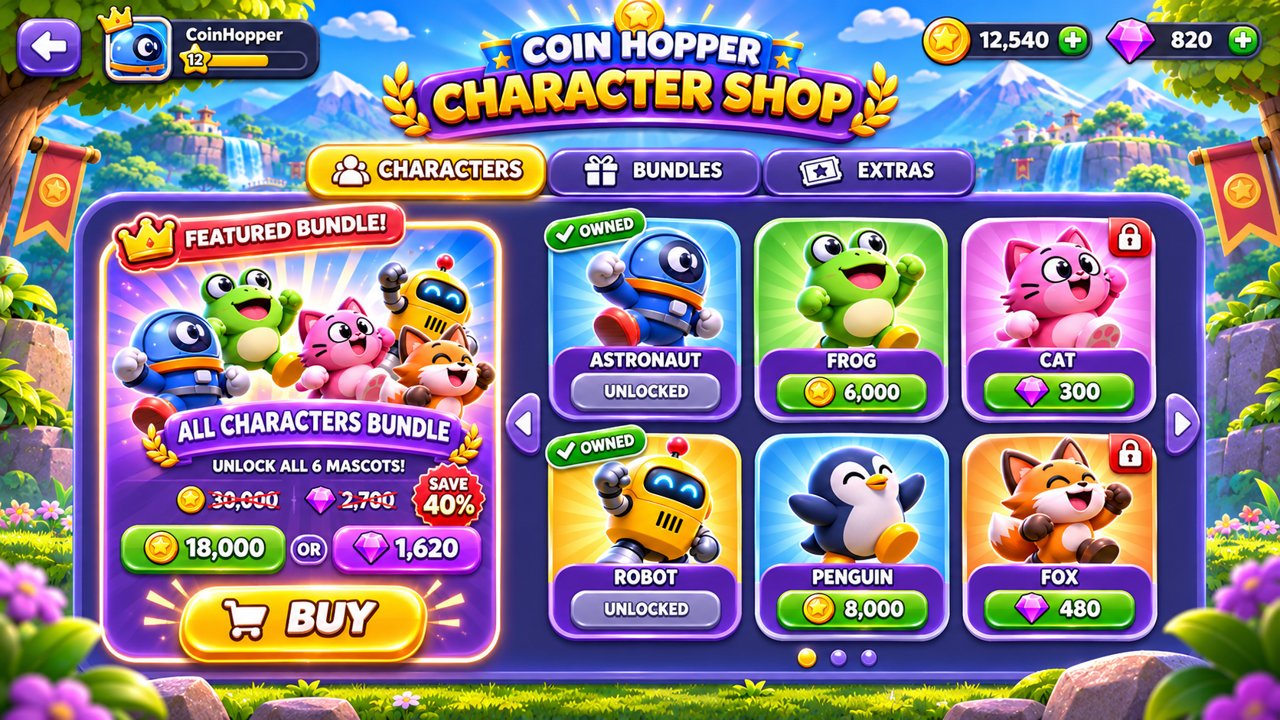 CoinHopper
12
COIN HOPPER
CHARACTER SHOP
12,540
820
CHARACTERS
BUNDLES
EXTRAS
FEATURED BUNDLE!
ALL CHARACTERS BUNDLE
UNLOCK ALL 6 MASCOTS!
30,000
2,700
SAVE
40%
18,000
OR
1,620
BUY
OWNED
ASTRONAUT
UNLOCKED
FROG
6,000
CAT
300
OWNED
ROBOT
UNLOCKED
PENGUIN
8,000
FOX
480